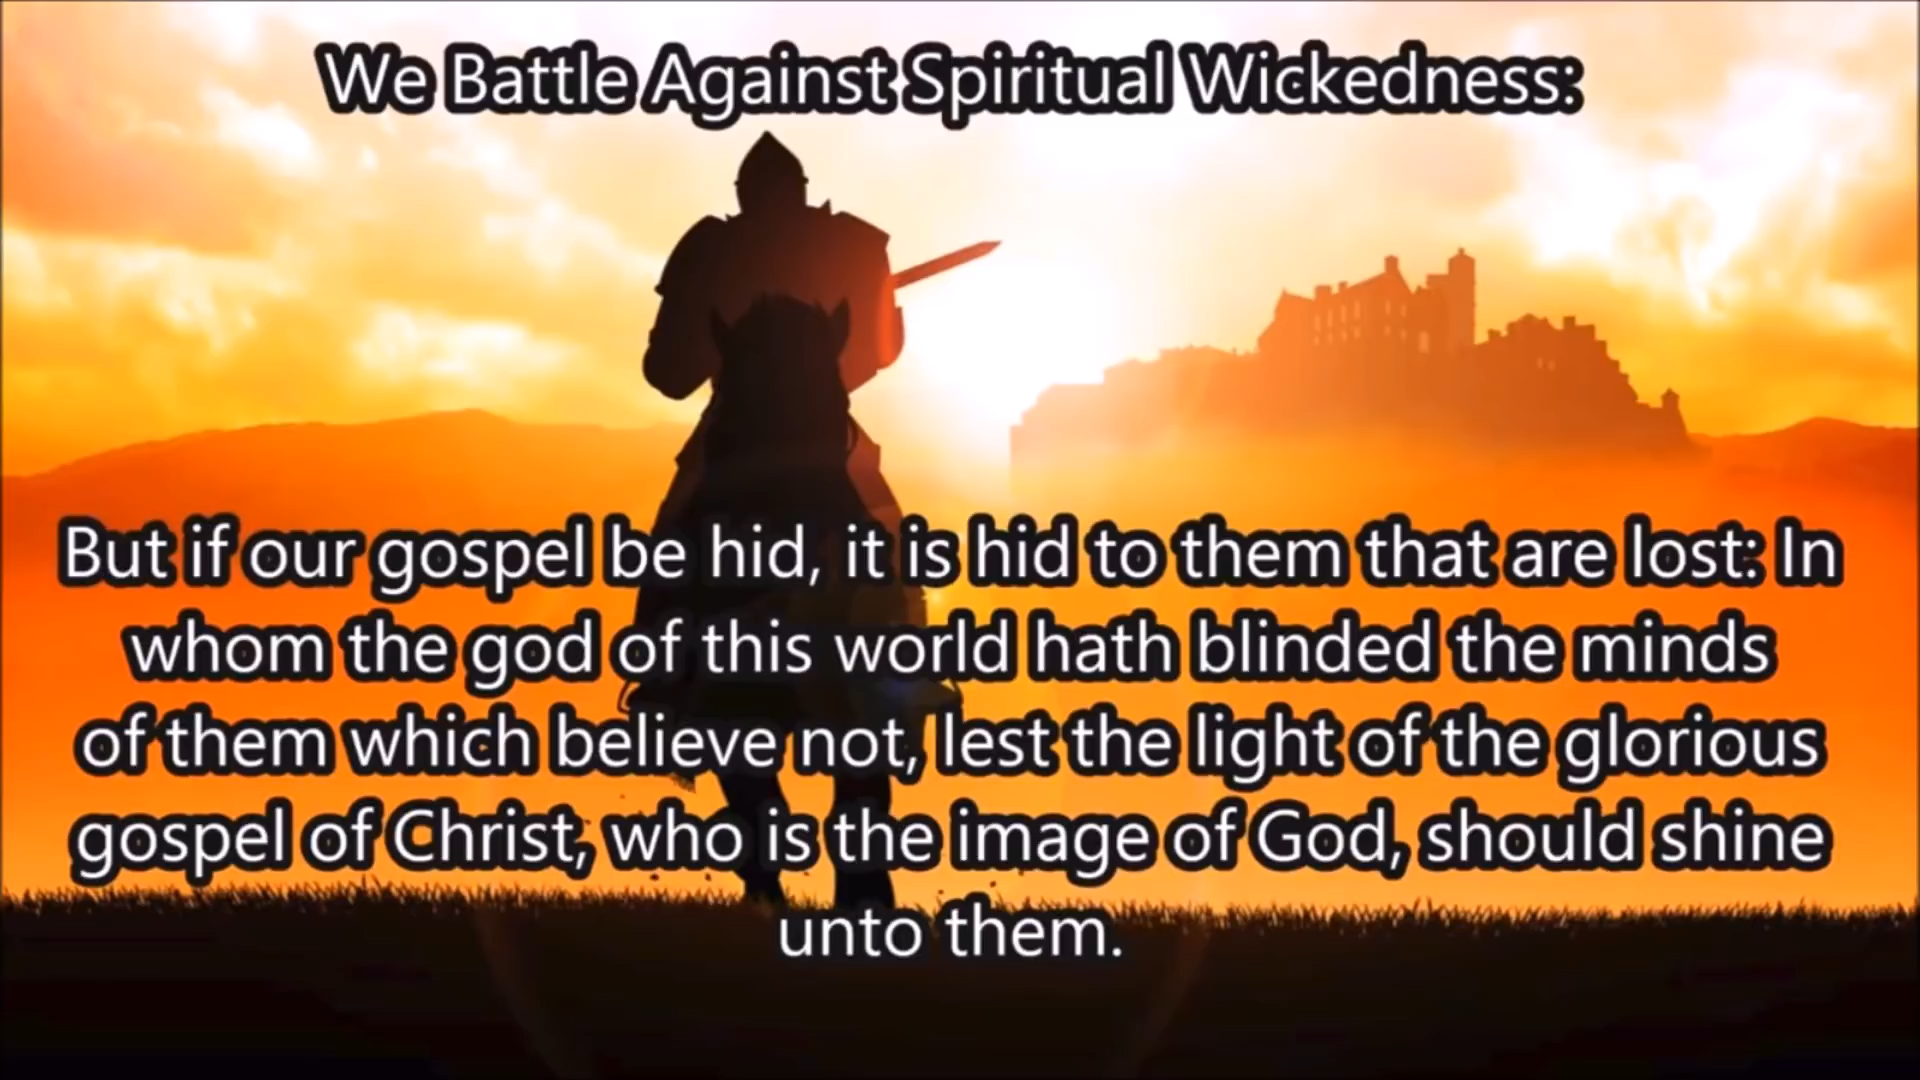 We Battle Against Spiritual Wickedness:
But if our gospel be hid, it is hid to them that are lost: In
whom the god of this world hath blinded the minds
of them which believe not, lest the light of the glorious
gospel of Christ, who is the image of God, should shine
unto them.